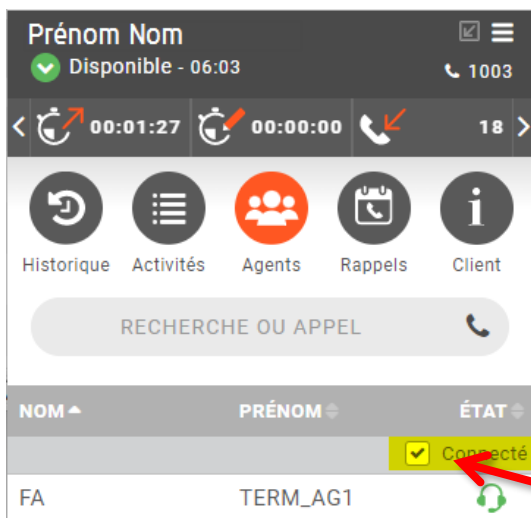 Prénom Nom
Disponible - 06:03
1003
00:01:27 00:00:00 18
Historique Activités Agents Rappels Client
RECHERCHE OU APPEL
NOM PRÉNOM ÉTAT
Connecté
FA TERM_AG1